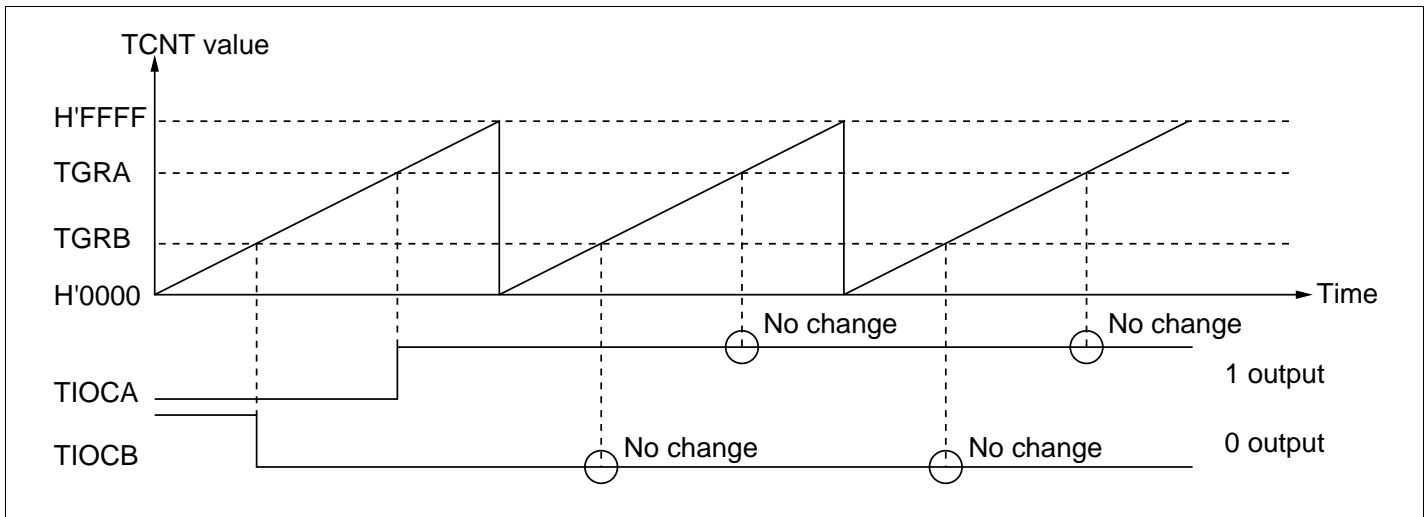 TCNT value
H'FFFF
TGRA
TGRB
H'0000
Time
No change
No change
TIOCA
1 output
TIOCB
No change
No change
0 output